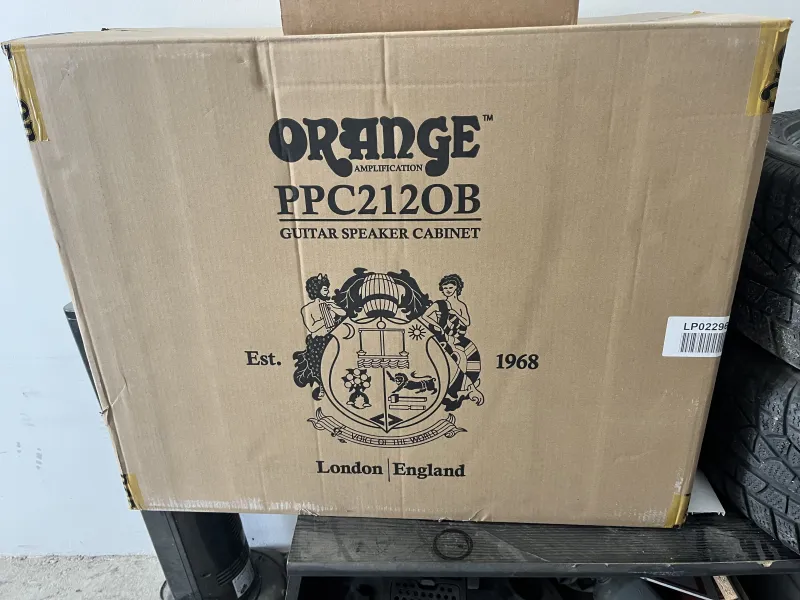 ORANGE™
AMPLIFICATION
PPC212OB
GUITAR SPEAKER CABINET
Est. 1968
VOICE OF THE WORLD
London | England